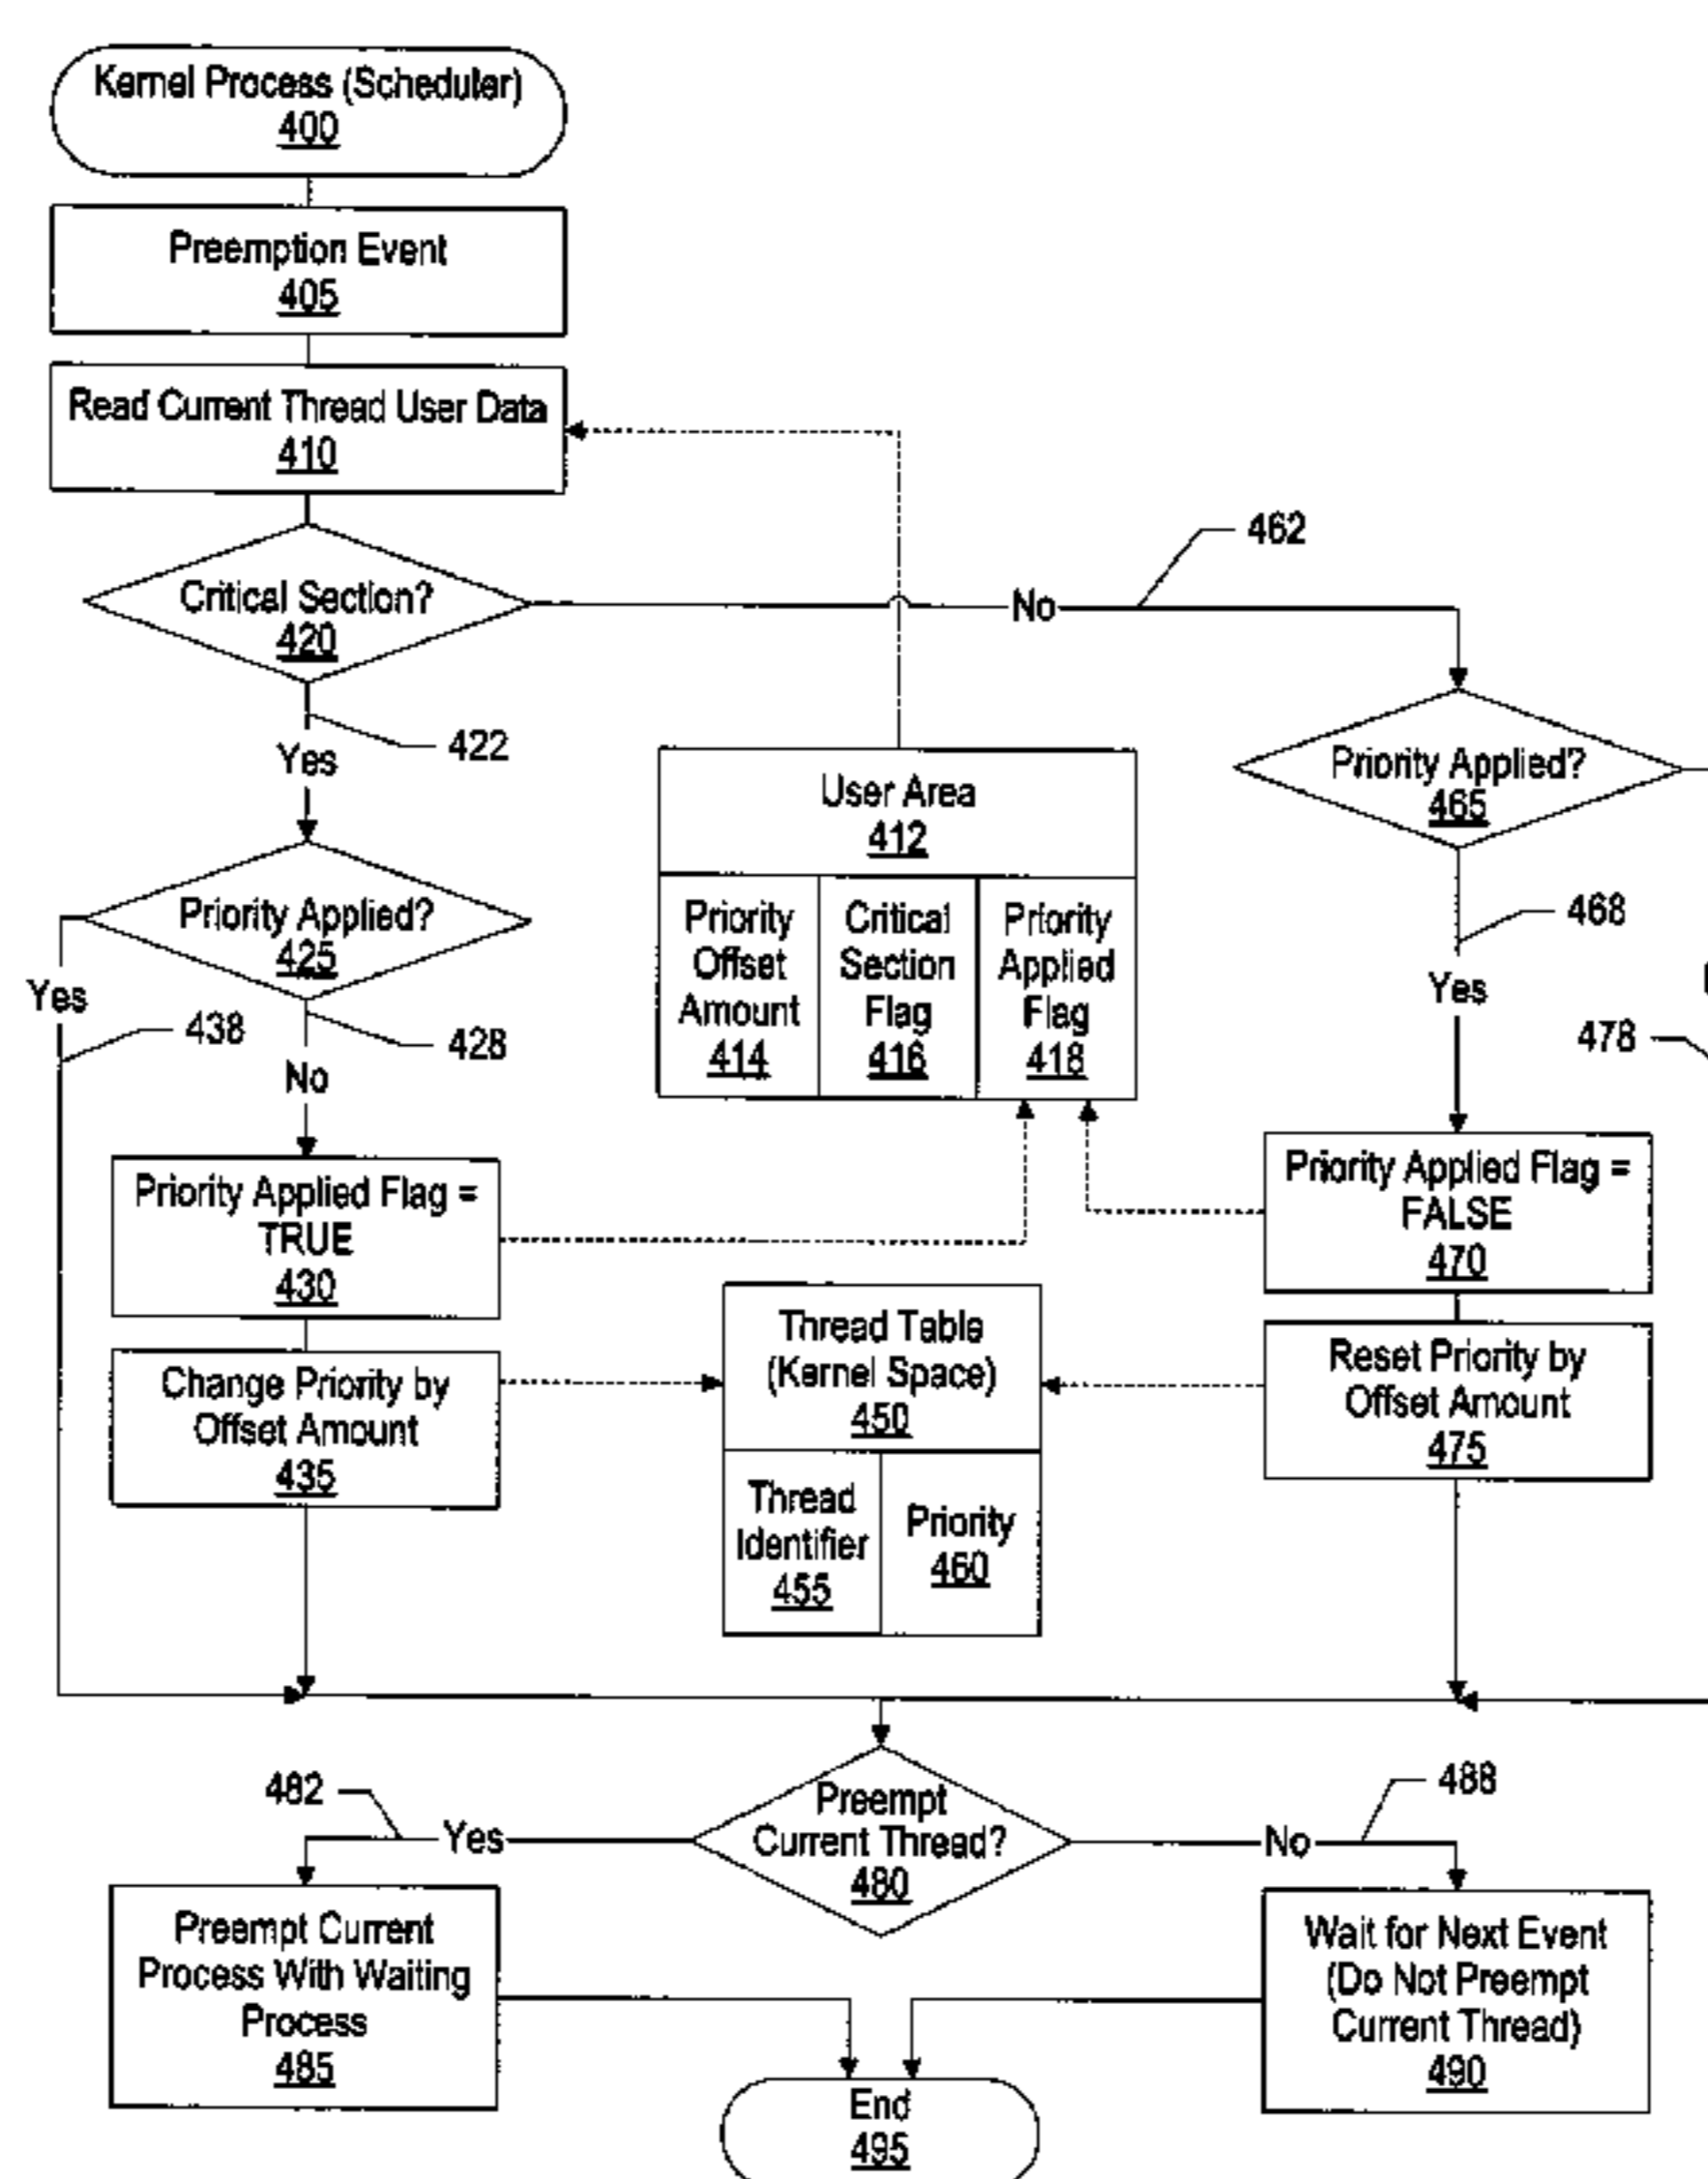 Kernel Process (Scheduler)
400
Preemption Event
405
Read Current Thread User Data
410
462
Critical Section?
420
No
422
Yes
User Area
412
Priority Applied?
465
Priority Applied?
425
Priority
Offset
Amount
414
Critical
Section
Flag
416
Priority
Applied
Flag
418
468
Yes
Yes
438
428
478
No
Priority Applied Flag =
TRUE
430
Priority Applied Flag =
FALSE
470
Thread Table
(Kernel Space)
450
Change Priority by
Offset Amount
435
Reset Priority by
Offset Amount
475
Thread
Identifier
455
Priority
460
482
Yes
Preempt
Current Thread?
480
488
No
Preempt Current
Process With Waiting
Process
485
Wait for Next Event
(Do Not Preempt
Current Thread)
490
End
495